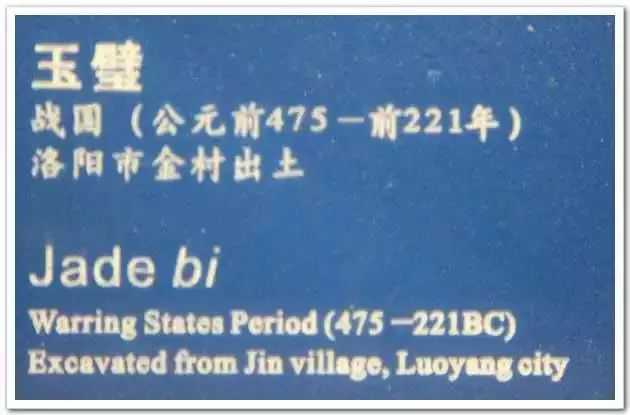 玉璧
战国（公元前475－前221年）
洛阳市金村出土
Jade bi
Warring States Period (475－221BC)
Excavated from Jin village, Luoyang city